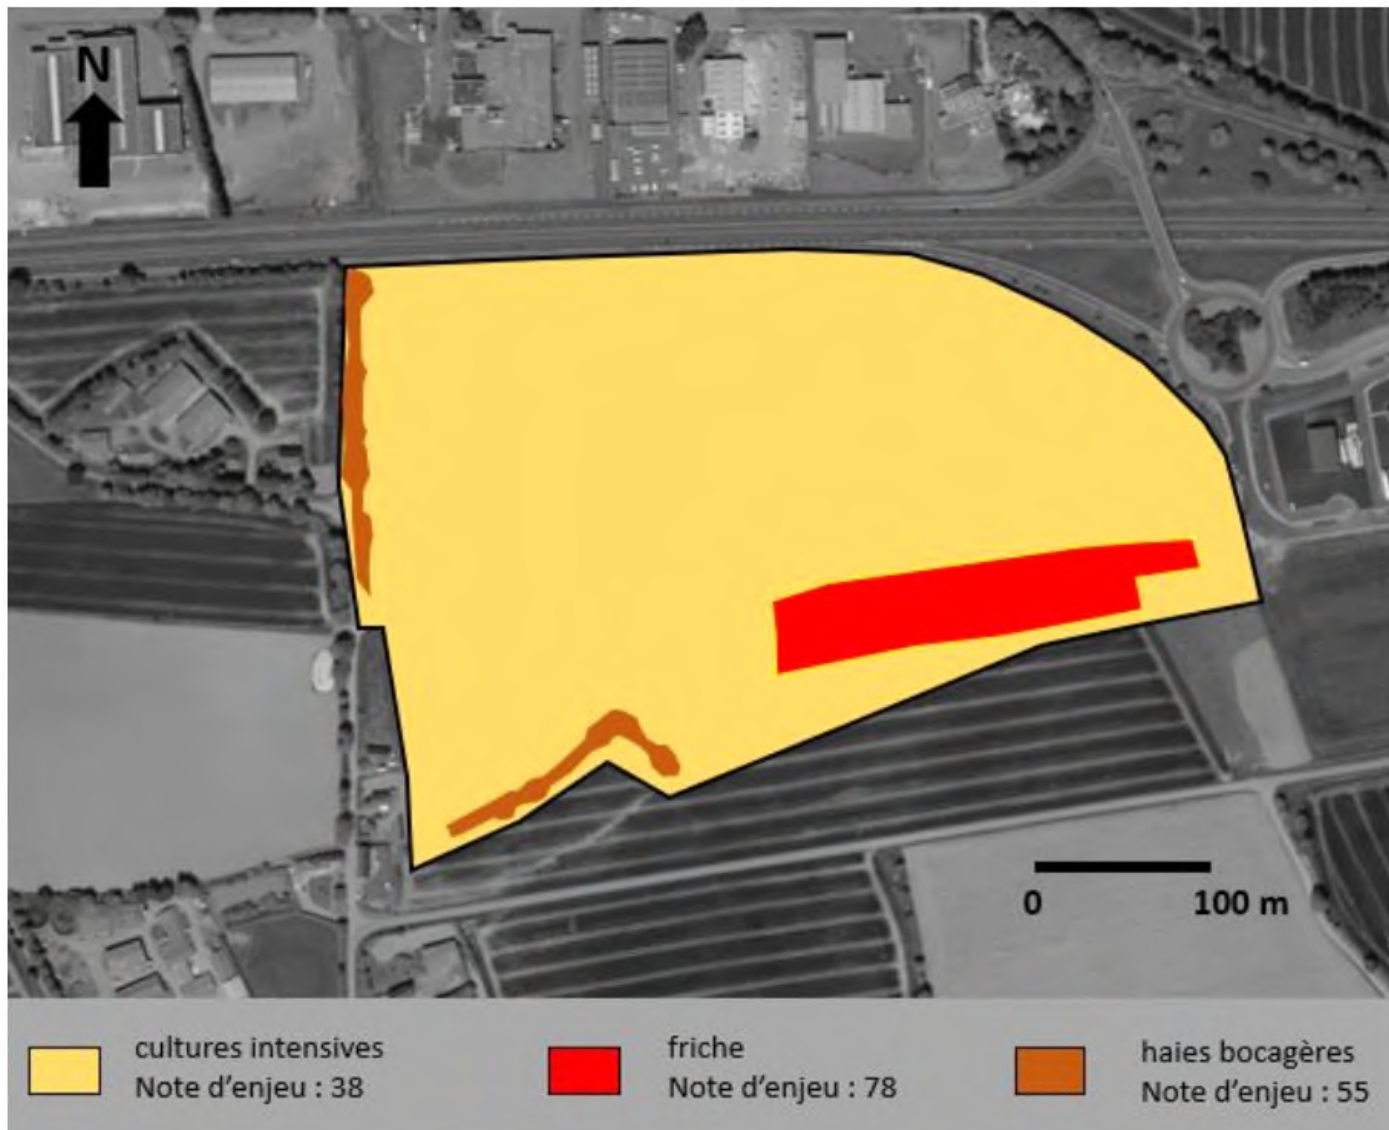 N
0 100 m
cultures intensives
Note d'enjeu : 38
friche
Note d'enjeu : 78
haies bocagères
Note d'enjeu : 55